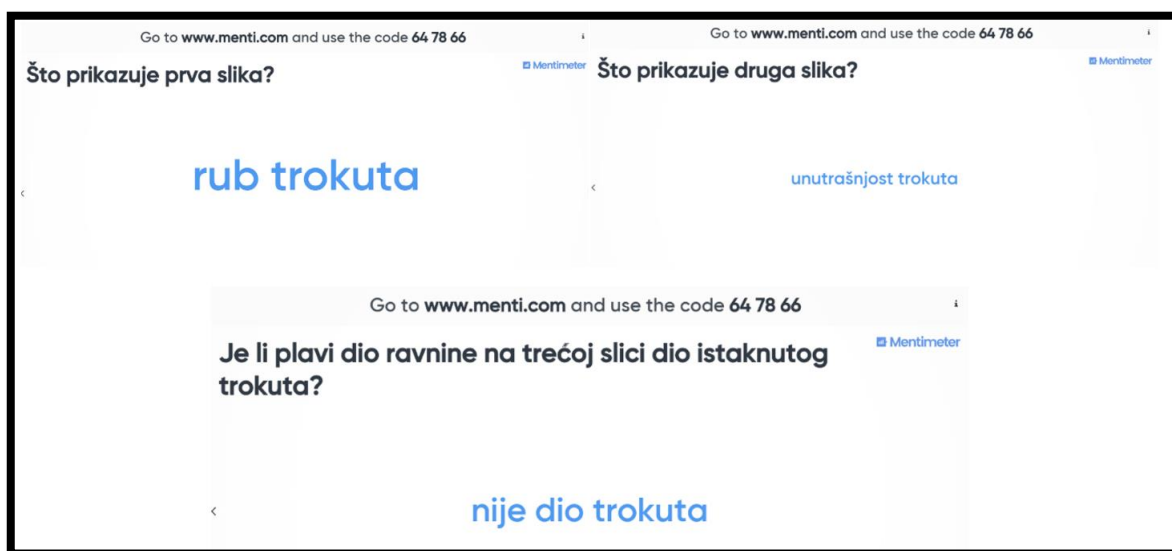 Go to www.menti.com and use the code 64 78 66
Mentimeter
Što prikazuje prva slika?
rub trokuta
Go to www.menti.com and use the code 64 78 66
Mentimeter
Što prikazuje druga slika?
unutrašnjost trokuta
Go to www.menti.com and use the code 64 78 66
Mentimeter
Je li plavi dio ravnine na trećoj slici dio istaknutog
trokuta?
nije dio trokuta